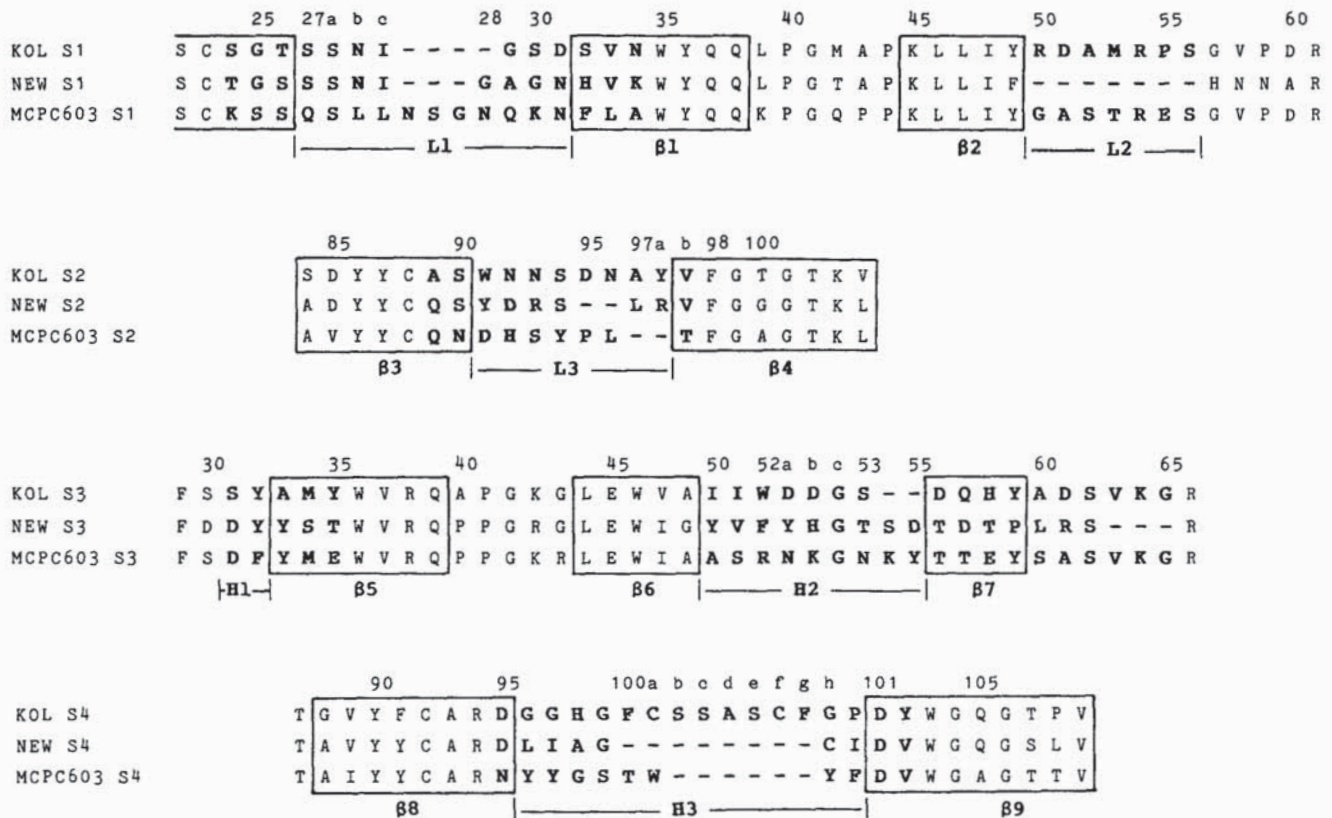 25 27a b c 28 30 35 40 45 50 55 60
KOL S1 S C S G T S S N I - - - - G S D S V N W Y Q Q L P G M A P K L L I Y R D A M R P S G V P D R
NEW S1 S C T G S S S N I - - - G A G N H V K W Y Q Q L P G T A P K L L I F - - - - - - - H N N A R
MCPC603 S1 S C K S S Q S L L N S G N Q K N F L A W Y Q Q K P G Q P P K L L I Y G A S T R E S G V P D R
L1 β1 β2 L2
85 90 95 97a b 98 100
KOL S2 S D Y Y C A S W N N S D N A Y V F G T G T K V
NEW S2 A D Y Y C Q S Y D R S - - L R V F G G G T K L
MCPC603 S2 A V Y Y C Q N D H S Y P L - - T F G A G T K L
β3 L3 β4
30 35 40 45 50 52a b c 53 55 60 65
KOL S3 F S S Y A M Y W V R Q A P G K G L E W V A I I W D D G S - - D Q H Y A D S V K G R
NEW S3 F D D Y Y S T W V R Q P P G R G L E W I G Y V F Y H G T S D T D T P L R S - - - R
MCPC603 S3 F S D F Y M E W V R Q P P G K R L E W I A A S R N K G N K Y T T E Y S A S V K G R
H1 β5 β6 H2 β7
90 95 100a b c d e f g h 101 105
KOL S4 T G V Y F C A R D G G H G F C S S A S C F G P D Y W G Q G T P V
NEW S4 T A V Y Y C A R D L I A G - - - - - - - - C I D V W G Q G S L V
MCPC603 S4 T A I Y Y C A R N Y Y G S T W - - - - - - Y F D V W G A G T T V
β8 H3 β9